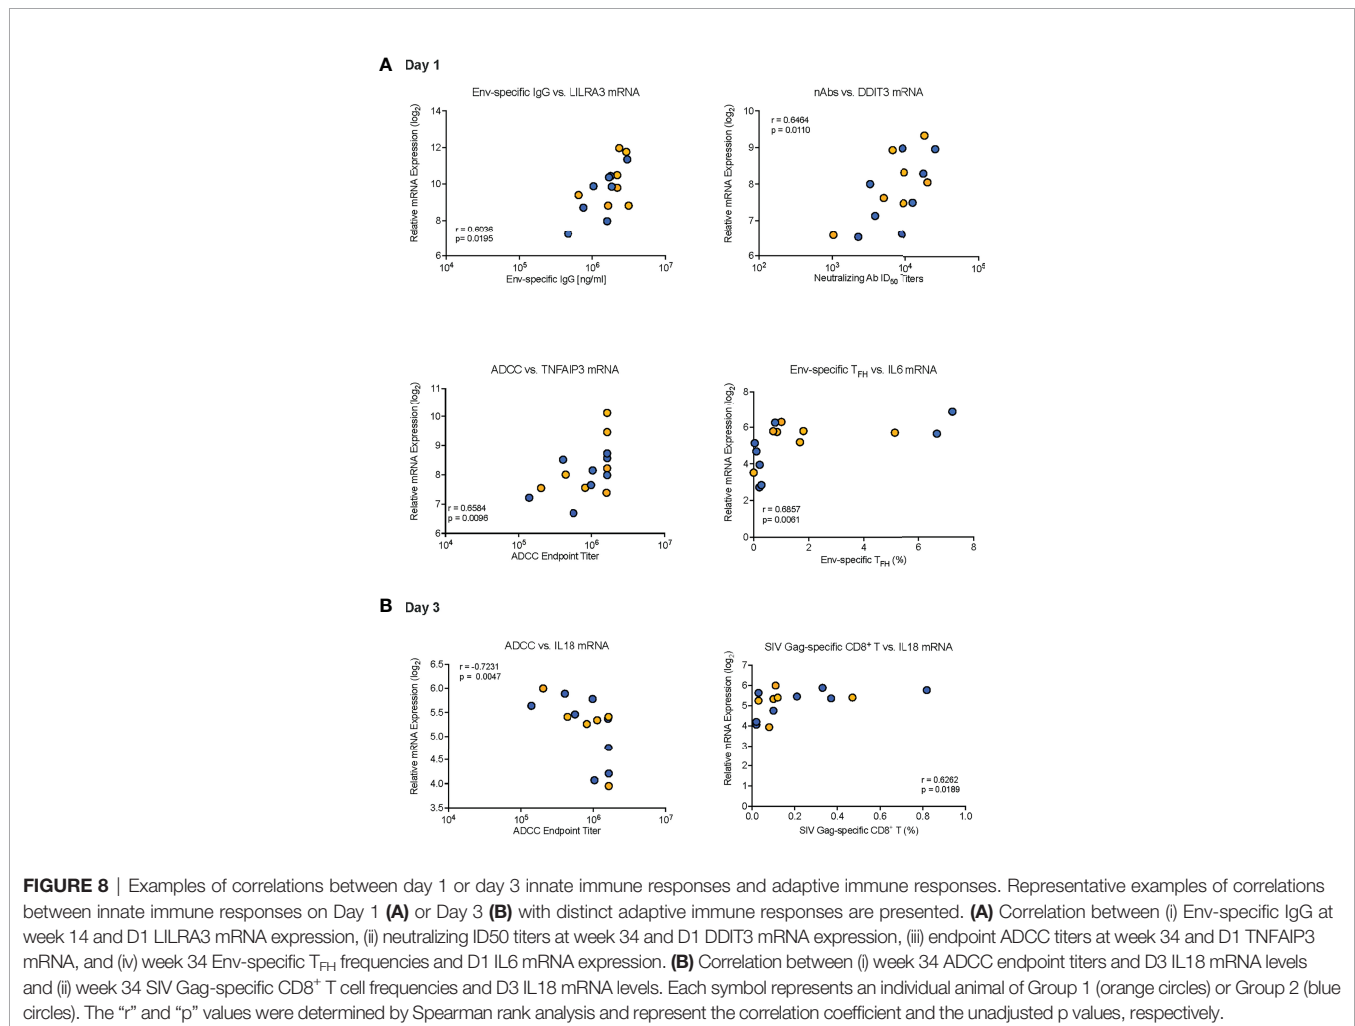 A Day 1
Env-specific IgG vs. LILRA3 mRNA
Relative mRNA Expression (log2)
14
12
10
8
6
r = 0.6036
p= 0.0195
10^4 10^5 10^6 10^7
Env-specific IgG [ng/ml]
nAbs vs. DDIT3 mRNA
Relative mRNA Expression (log2)
10
9
8
7
6
r = 0.6464
p = 0.0110
10^2 10^3 10^4 10^5
Neutralizing Ab ID50 Titers
ADCC vs. TNFAIP3 mRNA
Relative mRNA Expression (log2)
11
10
9
8
7
6
r = 0.6584
p = 0.0096
10^4 10^5 10^6 10^7
ADCC Endpoint Titer
Env-specific TFH vs. IL6 mRNA
Relative mRNA Expression (log2)
8
6
4
2
0
r = 0.6857
p= 0.0061
0 2 4 6 8
Env-specific TFH (%)
B Day 3
ADCC vs. IL18 mRNA
Relative mRNA Expression (log2)
6.5
6.0
5.5
5.0
4.5
4.0
3.5
r = -0.7231
p = 0.0047
10^4 10^5 10^6 10^7
ADCC Endpoint Titer
SIV Gag-specific CD8+ T vs. IL18 mRNA
Relative mRNA Expression (log2)
7
6
5
4
3
2
1
0
r = 0.6262
p = 0.0189
0.0 0.2 0.4 0.6 0.8 1.0
SIV Gag-specific CD8+ T (%)
FIGURE 8 | Examples of correlations between day 1 or day 3 innate immune responses and adaptive immune responses. Representative examples of correlations
between innate immune responses on Day 1 (A) or Day 3 (B) with distinct adaptive immune responses are presented. (A) Correlation between (i) Env-specific IgG at
week 14 and D1 LILRA3 mRNA expression, (ii) neutralizing ID50 titers at week 34 and D1 DDIT3 mRNA expression, (iii) endpoint ADCC titers at week 34 and D1 TNFAIP3
mRNA, and (iv) week 34 Env-specific TFH frequencies and D1 IL6 mRNA expression. (B) Correlation between (i) week 34 ADCC endpoint titers and D3 IL18 mRNA levels
and (ii) week 34 SIV Gag-specific CD8+ T cell frequencies and D3 IL18 mRNA levels. Each symbol represents an individual animal of Group 1 (orange circles) or Group 2 (blue
circles). The “r” and “p” values were determined by Spearman rank analysis and represent the correlation coefficient and the unadjusted p values, respectively.